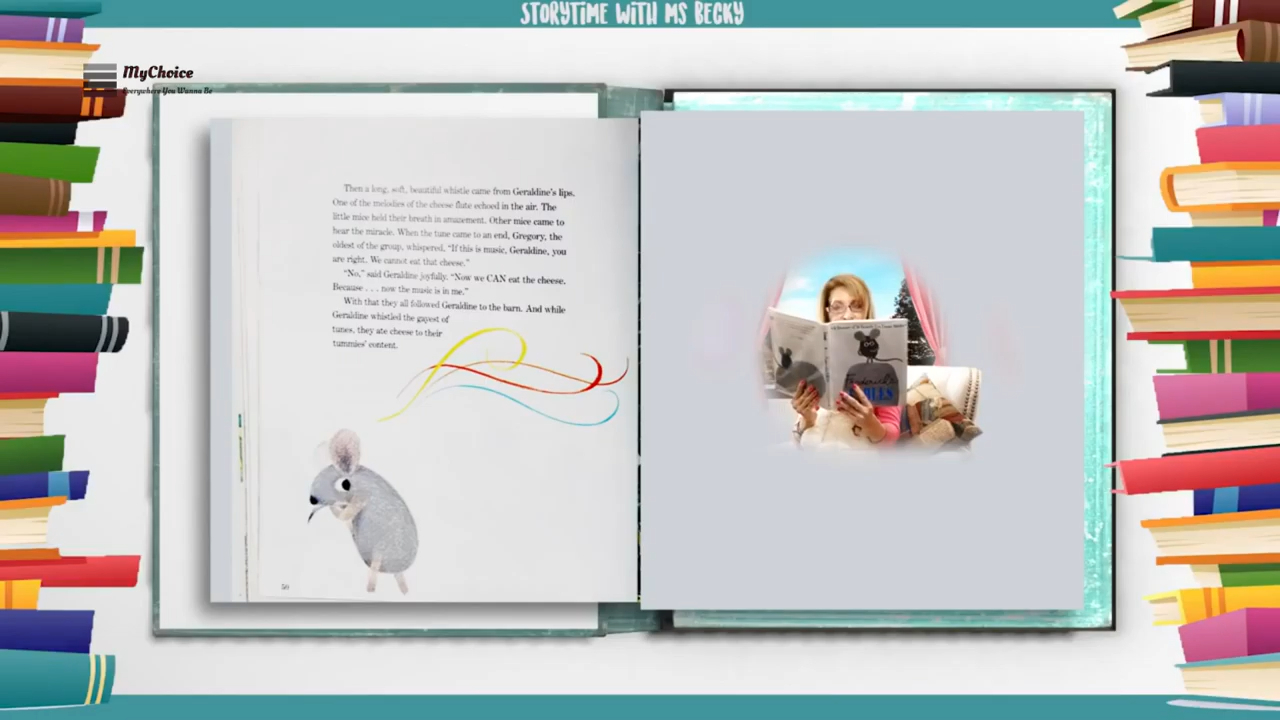 STORYTIME WITH MS BECKY
MyChoice
Everywhere You Wanna Be
Then a long, soft, beautiful whistle came from Geraldine's lips.
One of the melodies of the cheese flute echoed in the air. The
little mice held their breath in amazement. Other mice came to
hear the miracle. When the tune came to an end, Gregory, the
oldest of the group, whispered, "If this is music, Geraldine, you
are right. We cannot eat that cheese."
"No," said Geraldine joyfully. "Now we CAN eat the cheese.
Because . . . now the music is in me."
With that they all followed Geraldine to the barn. And while
Geraldine whistled the gayest of
tunes, they ate cheese to their
tummies' content.
50